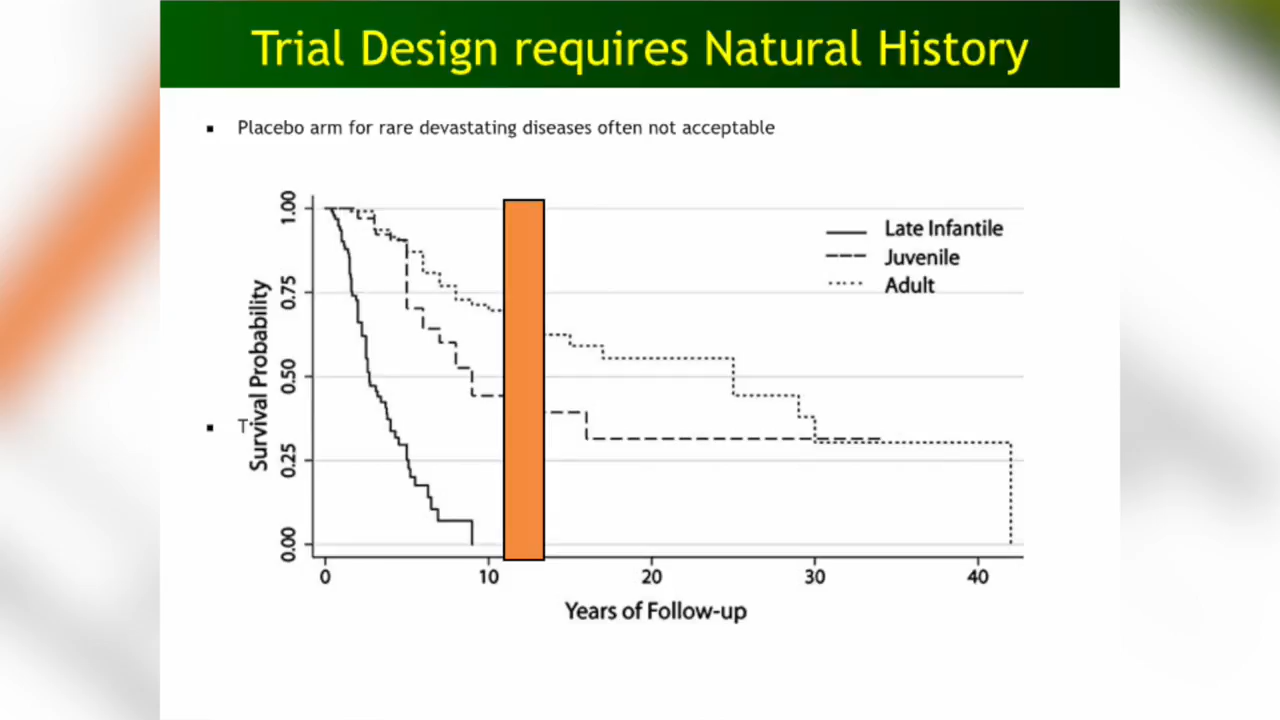 Trial Design requires Natural History
▪ Placebo arm for rare devastating diseases often not acceptable
1.00
0.75
0.50
0.25
0.00
Survival Probability
Late Infantile
Juvenile
Adult
▪ T
0 10 20 30 40
Years of Follow-up